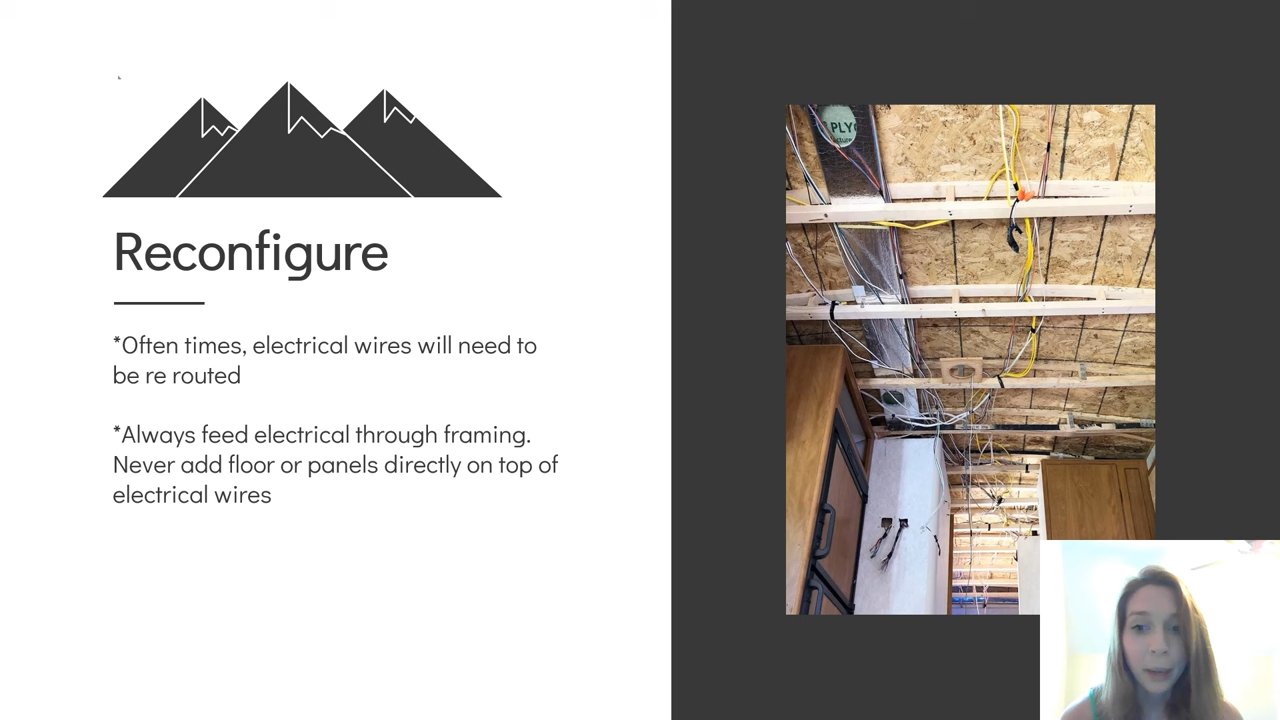 Reconfigure
*Often times, electrical wires will need to
be re routed
*Always feed electrical through framing.
Never add floor or panels directly on top of
electrical wires
PLY